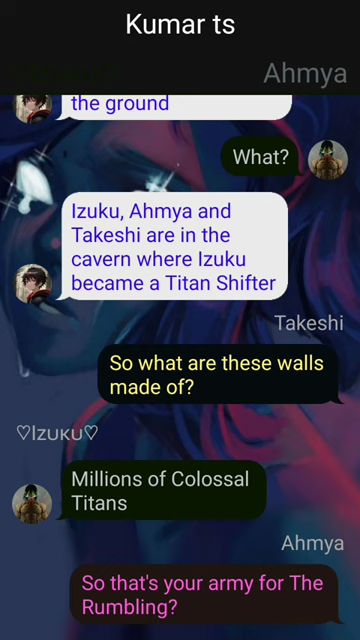 Kumar ts
Ahmya
the ground
What?
Izuku, Ahmya and
Takeshi are in the
cavern where Izuku
became a Titan Shifter
Takeshi
So what are these walls
made of?
♡Izᴜᴋᴜ♡
Millions of Colossal
Titans
Ahmya
So that's your army for The
Rumbling?